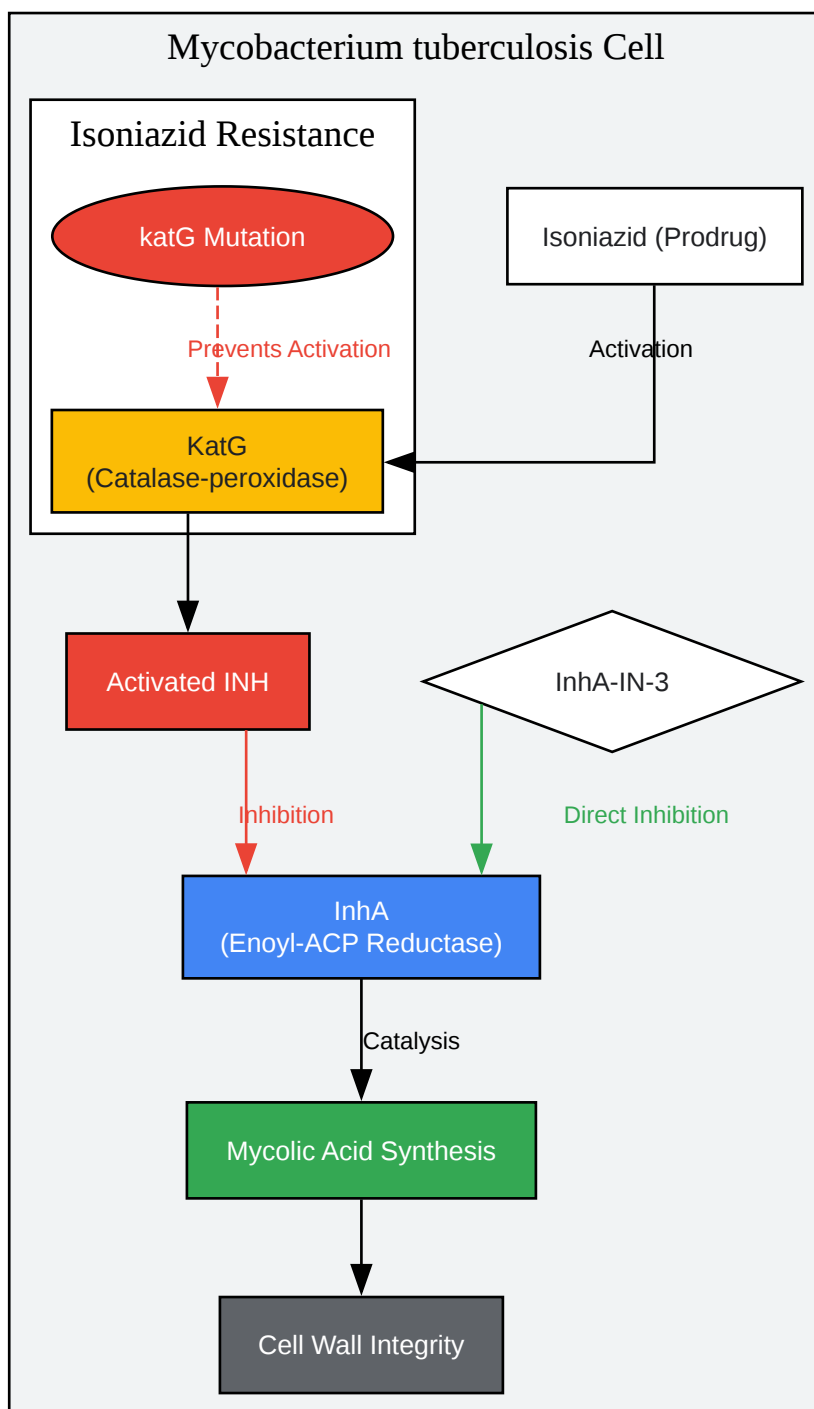 Mycobacterium tuberculosis Cell
Isoniazid Resistance
katG Mutation
Isoniazid (Prodrug)
Prevents Activation
Activation
KatG
(Catalase-peroxidase)
Activated INH
InhA-IN-3
Inhibition
Direct Inhibition
InhA
(Enoyl-ACP Reductase)
Catalysis
Mycolic Acid Synthesis
Cell Wall Integrity